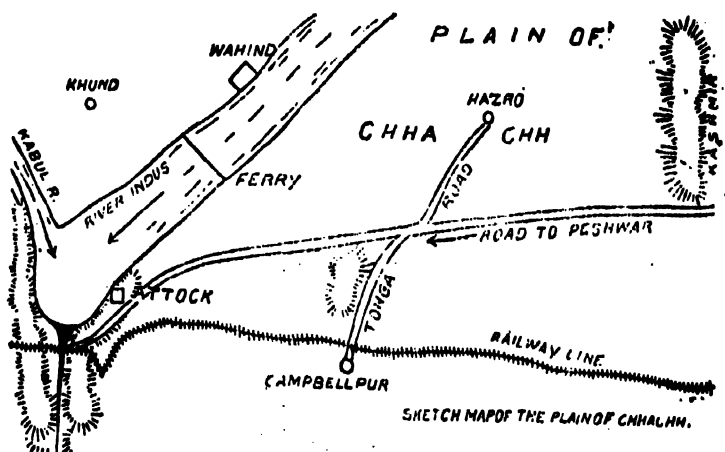 PLAIN OF
WAHIND
KHUND
HAZRO
CHHA CHH
KABUL R.
RIVER INDUS
FERRY
ROAD
ROAD TO PESHWAR
ATTOCK
TONGA
RAILWAY LINE
CAMPBELLPUR
SKETCH MAP OF THE PLAIN OF CHHACHH.